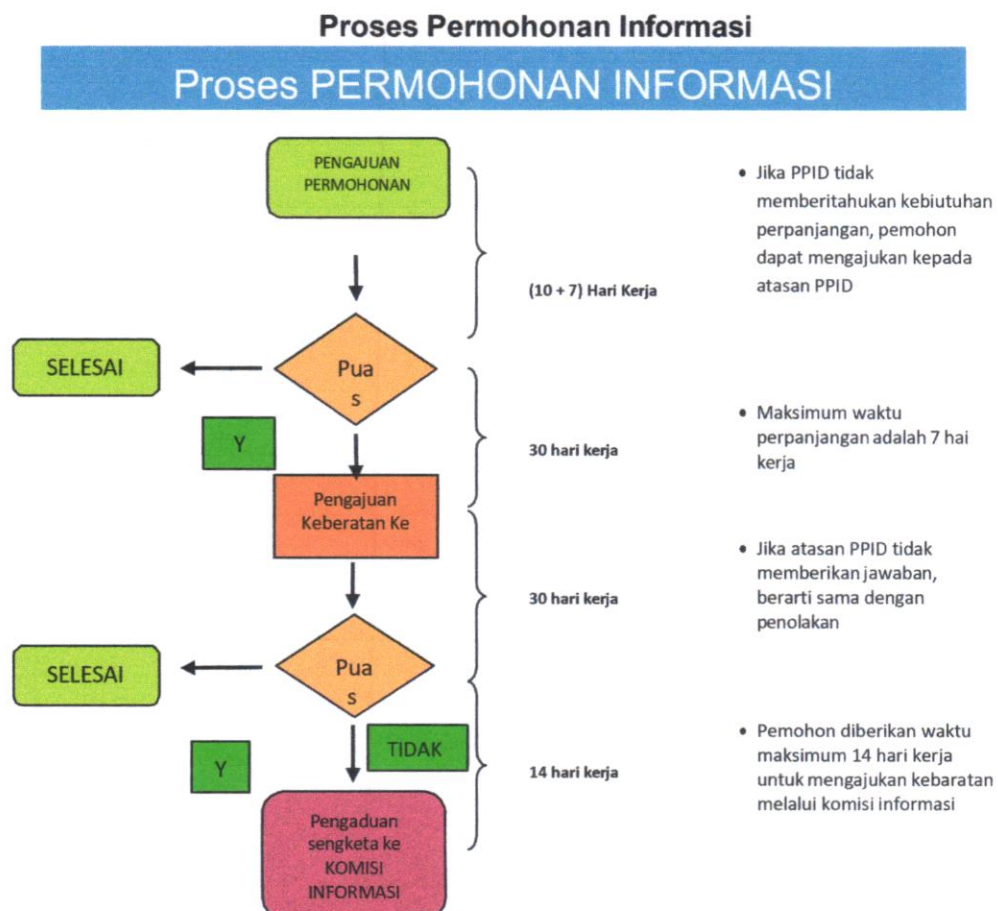 Proses Permohonan Informasi
Proses PERMOHONAN INFORMASI
PENGAJUAN
PERMOHONAN
• Jika PPID tidak
memberitahukan kebiutuhan
perpanjangan, pemohon
dapat mengajukan kepada
atasan PPID
(10 + 7) Hari Kerja
SELESAI
Pua
s
Y
30 hari kerja
• Maksimum waktu
perpanjangan adalah 7 hai
kerja
Pengajuan
Keberatan Ke
30 hari kerja
• Jika atasan PPID tidak
memberikan jawaban,
berarti sama dengan
penolakan
SELESAI
Pua
s
Y
TIDAK
14 hari kerja
• Pemohon diberikan waktu
maksimum 14 hari kerja
untuk mengajukan kebaratan
melalui komisi informasi
Pengaduan
sengketa ke
KOMISI
INFORMASI